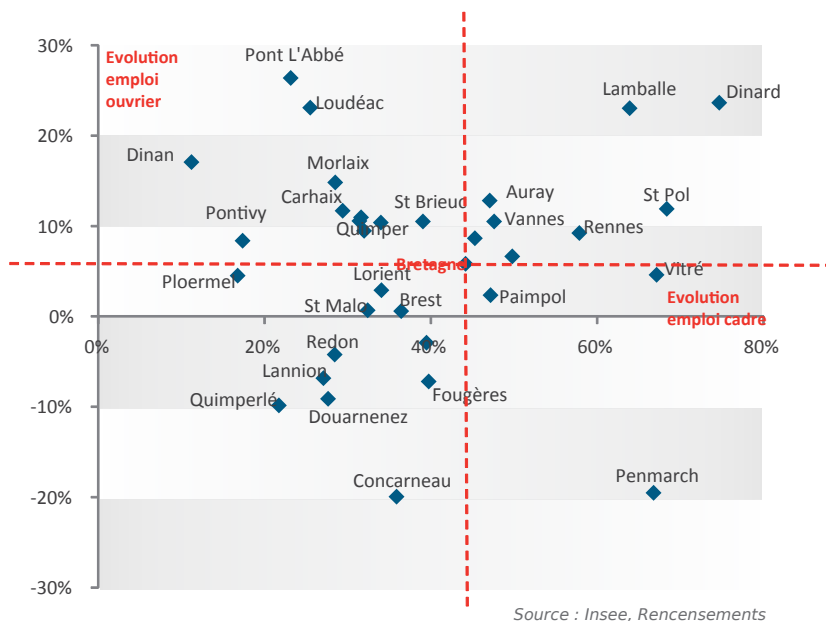 30%
Evolution
emploi
ouvrier
Pont L'Abbé
Loudéac
Lamballe
Dinard
20%
Dinan
Morlaix
Carhaix
St Brieuc
Auray
St Pol
10%
Pontivy
Quimper
Vannes
Rennes
Bretagne
Ploermel
Lorient
Vitré
St Malo
Brest
Paimpol
Evolution
emploi cadre
0%
0%
20%
40%
60%
80%
Redon
Lannion
Quimperlé
Fougères
-10%
Douarnenez
Concarneau
Penmarch
-20%
-30%
Source : Insee, Rencensements